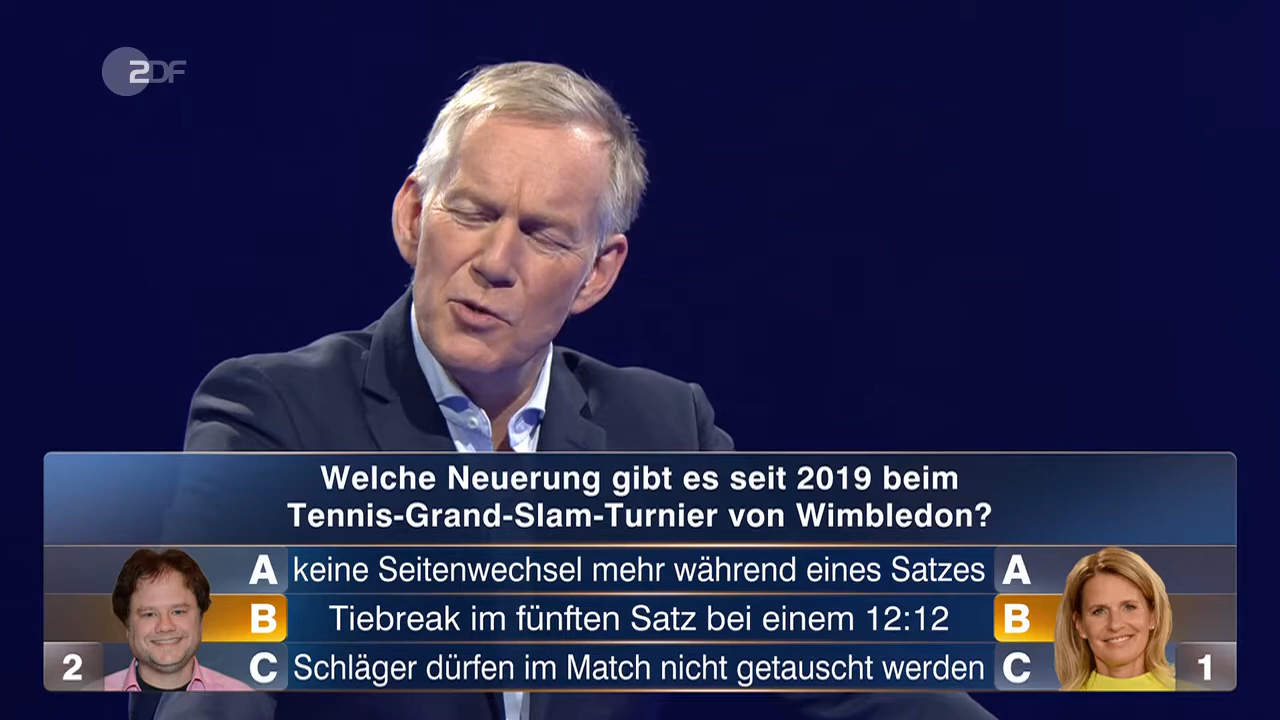 ZDF
Welche Neuerung gibt es seit 2019 beim
Tennis-Grand-Slam-Turnier von Wimbledon?
A keine Seitenwechsel mehr während eines Satzes A
B Tiebreak im fünften Satz bei einem 12:12 B
2 C Schläger dürfen im Match nicht getauscht werden C 1